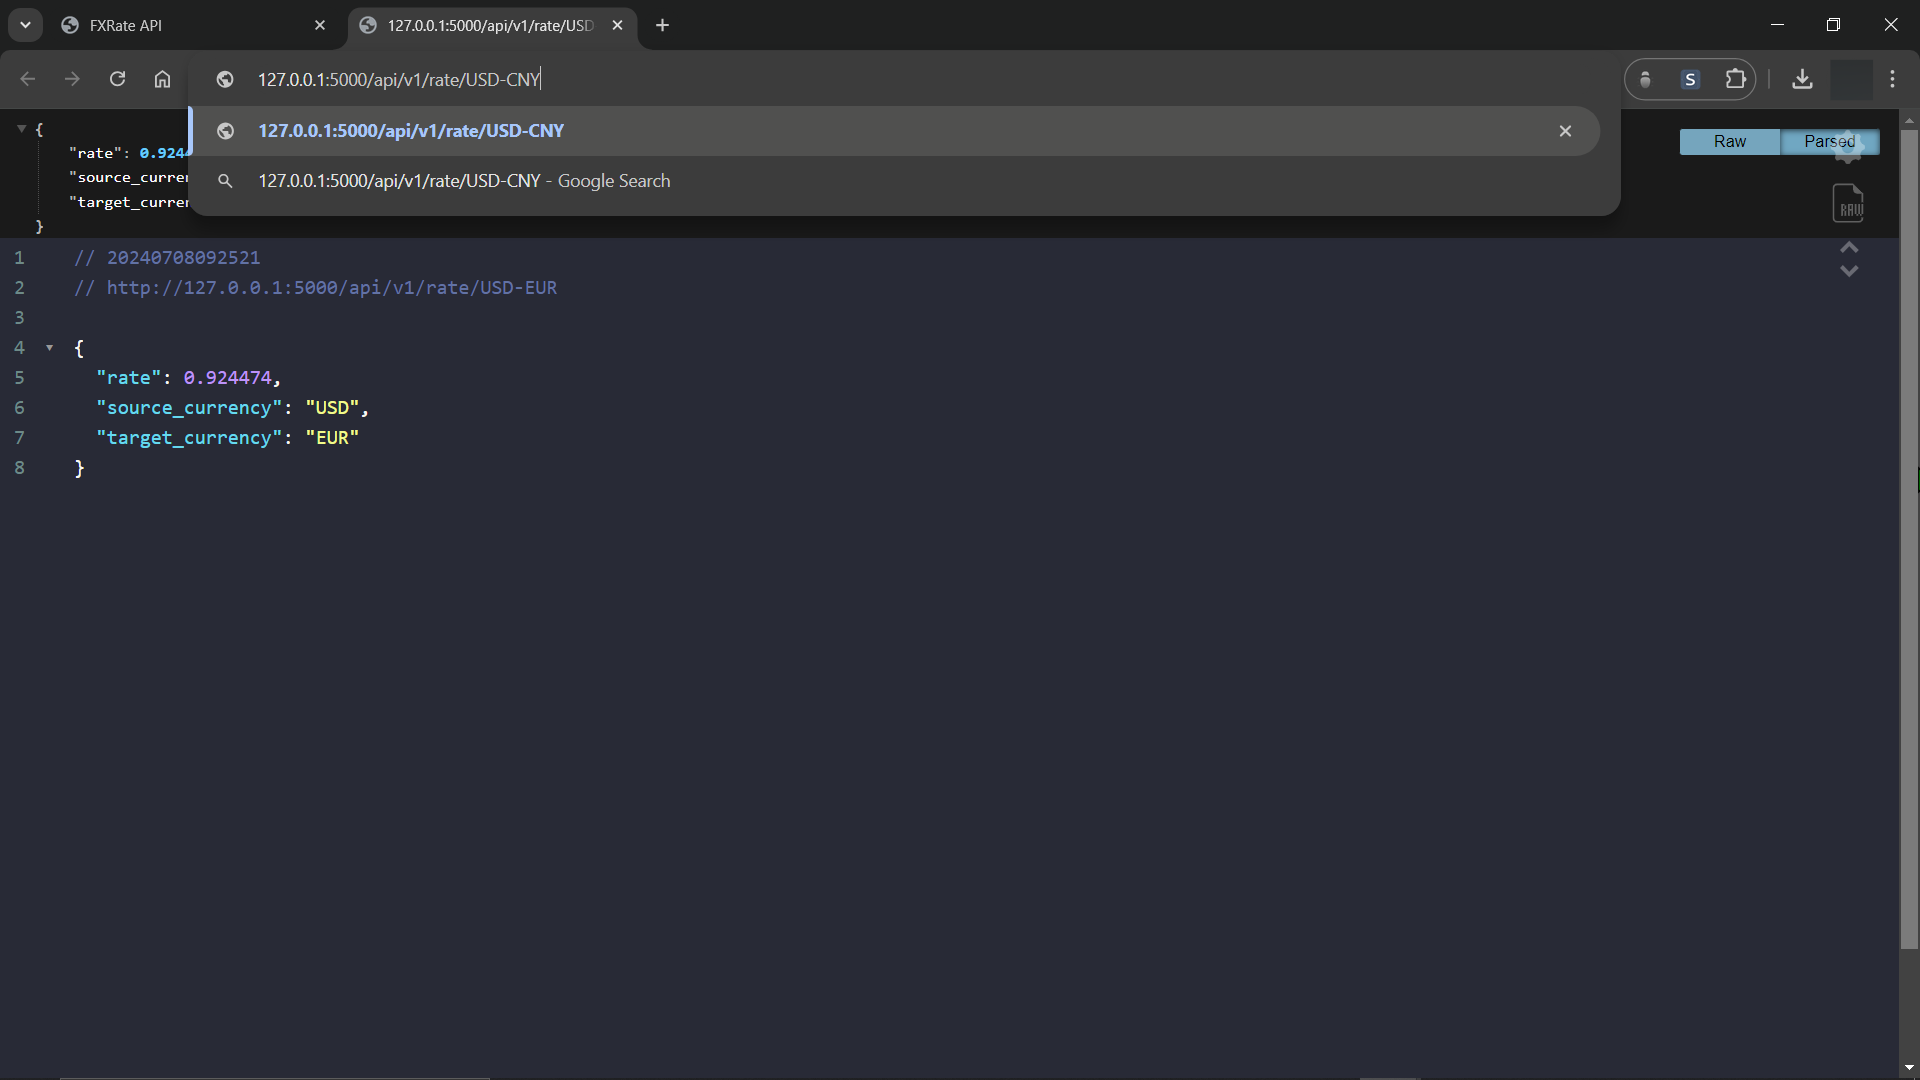 FXRate API
127.0.0.1:5000/api/v1/rate/USD
127.0.0.1:5000/api/v1/rate/USD-CNY
S
127.0.0.1:5000/api/v1/rate/USD-CNY
127.0.0.1:5000/api/v1/rate/USD-CNY - Google Search
{
"rate": 0.924
"source_curre
"target_curre
}
Raw
Parsed
RAW
1 // 20240708092521
2 // http://127.0.0.1:5000/api/v1/rate/USD-EUR
3
4 {
5 "rate": 0.924474,
6 "source_currency": "USD",
7 "target_currency": "EUR"
8 }